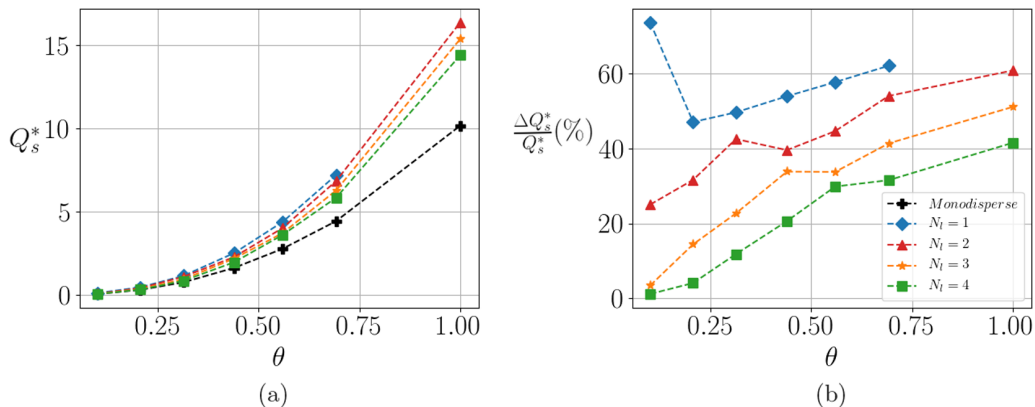 15
10
5
0
Q*s
0.25 0.50 0.75 1.00
θ
(a)
60
40
20
0
ΔQ*s/Q*s(%)
Monodisperse
Nl = 1
Nl = 2
Nl = 3
Nl = 4
0.25 0.50 0.75 1.00
θ
(b)